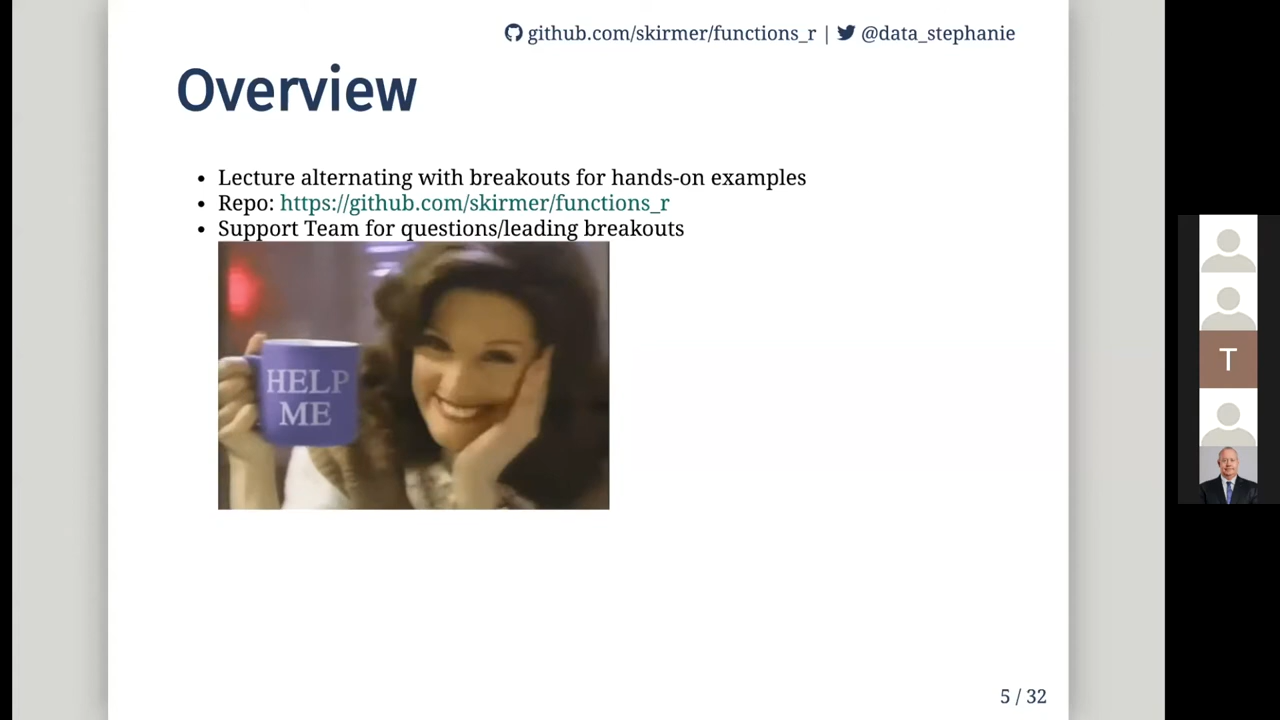 github.com/skirmer/functions_r | @data_stephanie
Overview
Lecture alternating with breakouts for hands-on examples
Repo: https://github.com/skirmer/functions_r
Support Team for questions/leading breakouts
HELP
ME
T
5 / 32